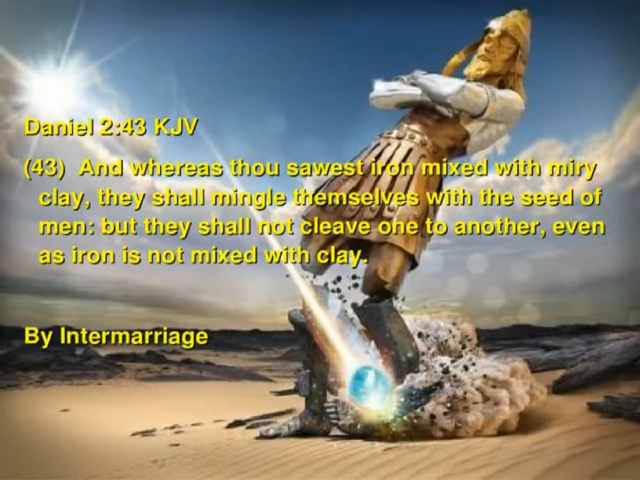 Daniel 2:43 KJV
(43) And whereas thou sawest iron mixed with miry
clay, they shall mingle themselves with the seed of
men: but they shall not cleave one to another, even
as iron is not mixed with clay.
By Intermarriage